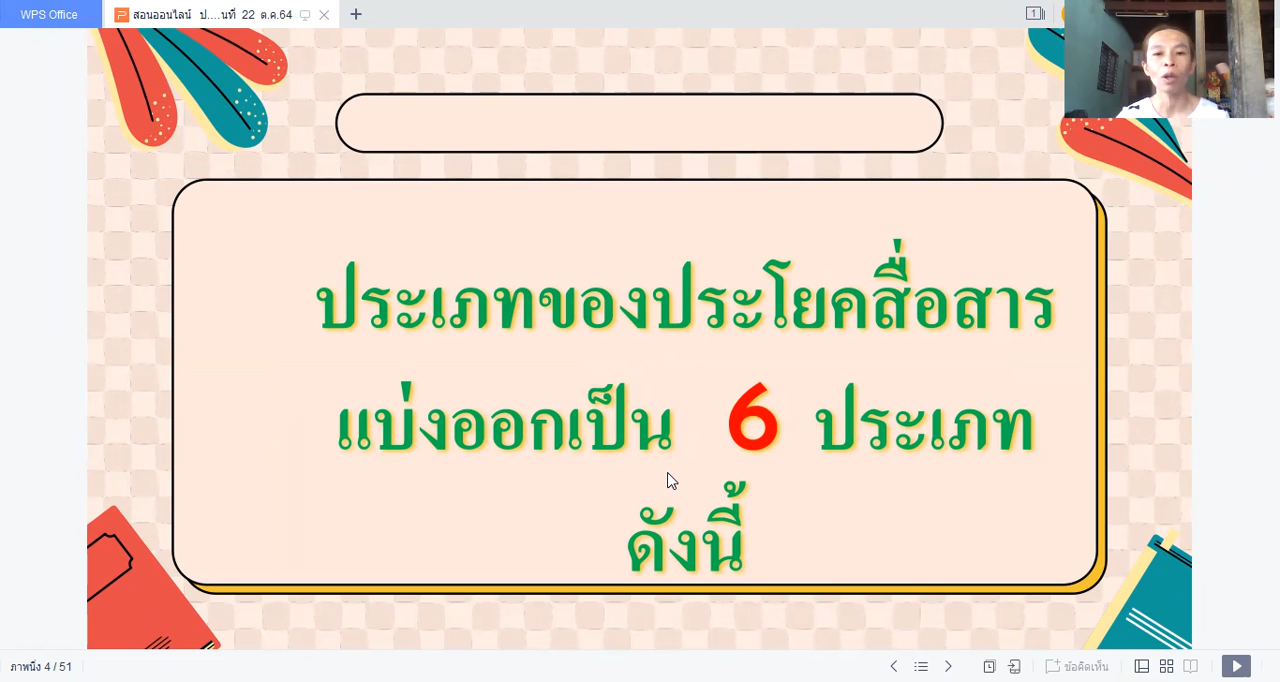 WPS Office
สอนออนไลน์ ป....นที่ 22 ต.ค.64
1
ประเภทของประโยคสื่อสาร
แบ่งออกเป็น 6 ประเภท
ดังนี้
ภาพนิ่ง 4 / 51
ข้อคิดเห็น